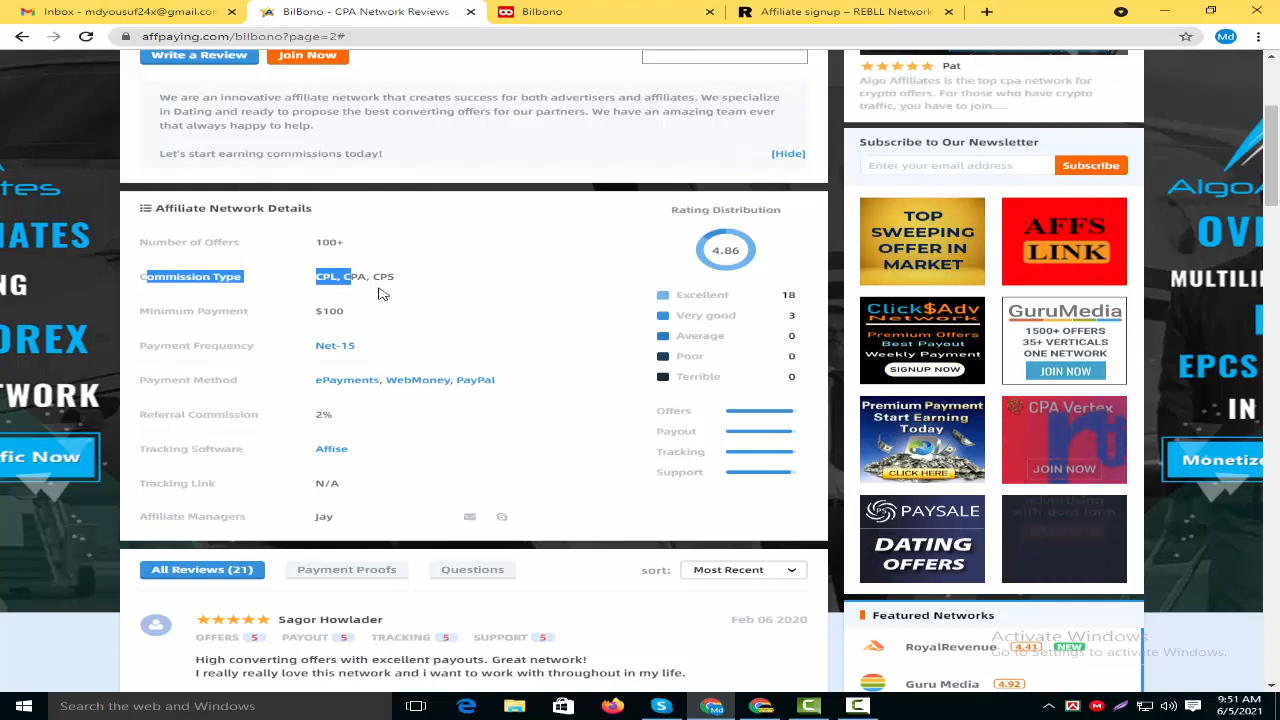 Affpaying
Bilbono
Affiliate signup - REBLL Networ
affpaying.com/bilbono?page=2#
Md
Write a Review
Join Now
We are an innovative affiliate network that creates success for both advertisers and affiliates. We specialize
in Dating and ready to propose the best converting offers for our partners. We have an amazing team ever
that always happy to help.
Let's start earning commissions today!
[Hide]
Affiliate Network Details
Number of Offers 100+
Commission Type CPL, CPA, CPS
Minimum Payment $100
Payment Frequency Net-15
Payment Method ePayments, WebMoney, PayPal
Referral Commission 2%
Tracking Software Affise
Tracking Link N/A
Affiliate Managers Jay
Rating Distribution
4.86
Excellent 18
Very good 3
Average 0
Poor 0
Terrible 0
Offers
Payout
Tracking
Support
All Reviews (21)
Payment Proofs
Questions
sort: Most Recent
Sagor Howlader
Feb 06 2020
OFFERS 5 PAYOUT 5 TRACKING 5 SUPPORT 5
High converting offers with excellent payouts. Great network!
I really really love this network and i want to work with throughout in my life.
Pat
Algo Affiliates is the top cpa network for
crypto offers. For those who have crypto
traffic, you have to join....
Subscribe to Our Newsletter
Enter your email address
Subscribe
TOP
SWEEPING
OFFER IN
MARKET
AFFS
LINK
Click$Adv
Network
Premium Offers
Best Payout
Weekly Payment
SIGNUP NOW
GuruMedia
1500+ OFFERS
35+ VERTICALS
ONE NETWORK
JOIN NOW
Premium Payment
Start Earning
Today
CLICK HERE
CPA Vertex
JOIN NOW
PAYSALE
DATING
OFFERS
advertising
Featured Networks
RoyalRevenue 4.41 NEW
Guru Media 4.92
Activate Windows
Go to Settings to activate Windows.
ates
IATES
NG
OREX
WORK
fic Now
AlgoA
OV
MULTILI
EPCS
IN
Monetize
Search the web and Windows
Md
9:51 AM
6/5/2021